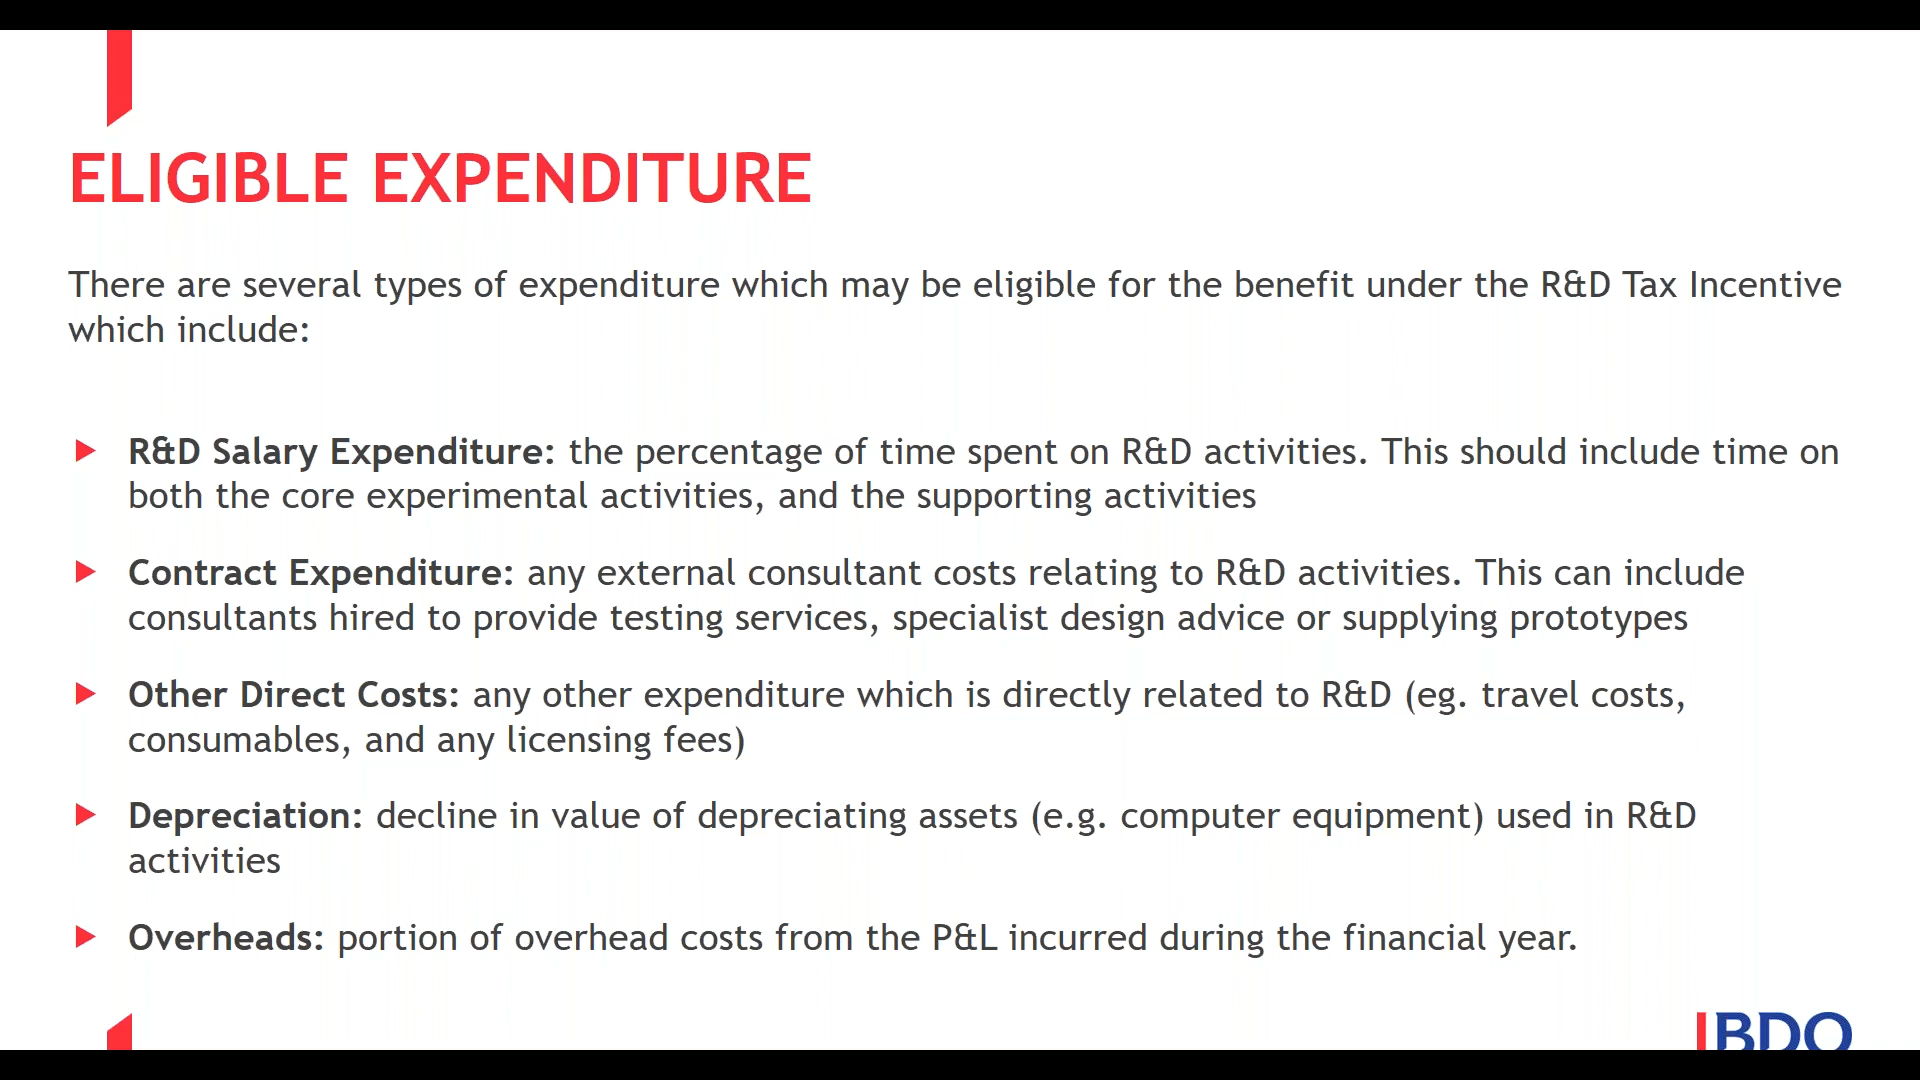 ELIGIBLE EXPENDITURE
There are several types of expenditure which may be eligible for the benefit under the R&D Tax Incentive
which include:
R&D Salary Expenditure: the percentage of time spent on R&D activities. This should include time on
both the core experimental activities, and the supporting activities
Contract Expenditure: any external consultant costs relating to R&D activities. This can include
consultants hired to provide testing services, specialist design advice or supplying prototypes
Other Direct Costs: any other expenditure which is directly related to R&D (eg. travel costs,
consumables, and any licensing fees)
Depreciation: decline in value of depreciating assets (e.g. computer equipment) used in R&D
activities
Overheads: portion of overhead costs from the P&L incurred during the financial year.
BDO